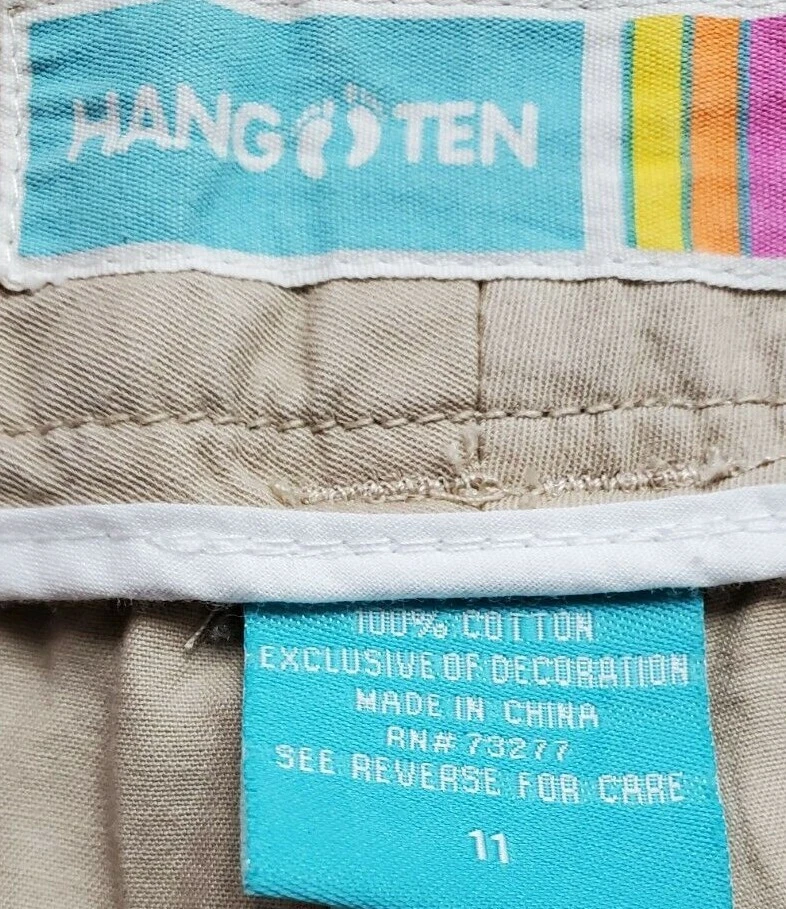 HANG TEN
100% COTTON
EXCLUSIVE OF DECORATION
MADE IN CHINA
RN# 73277
SEE REVERSE FOR CARE
11